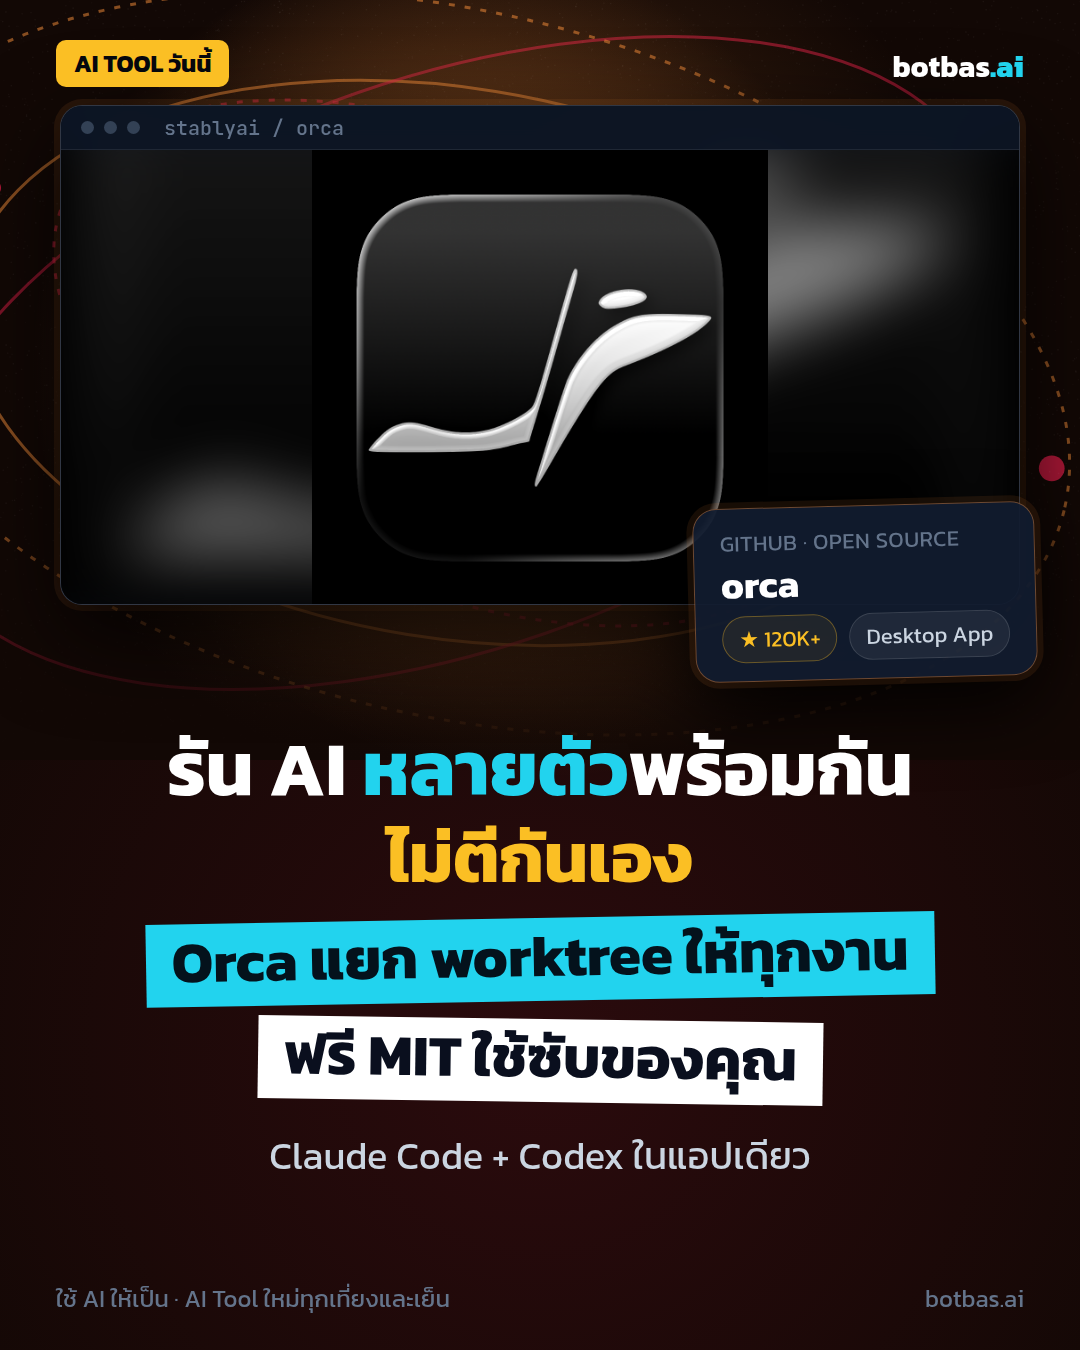 AI TOOL วันนี้
botbas.ai
stablyai / orca
GITHUB · OPEN SOURCE
orca
★ 120K+
Desktop App
รัน AI หลายตัวพร้อมกัน
ไม่ตีกันเอง
Orca แยก worktree ให้ทุกงาน
ฟรี MIT ใช้ซับของคุณ
Claude Code + Codex ในแอปเดียว
ใช้ AI ให้เป็น · AI Tool ใหม่ทุกเที่ยงและเย็น
botbas.ai